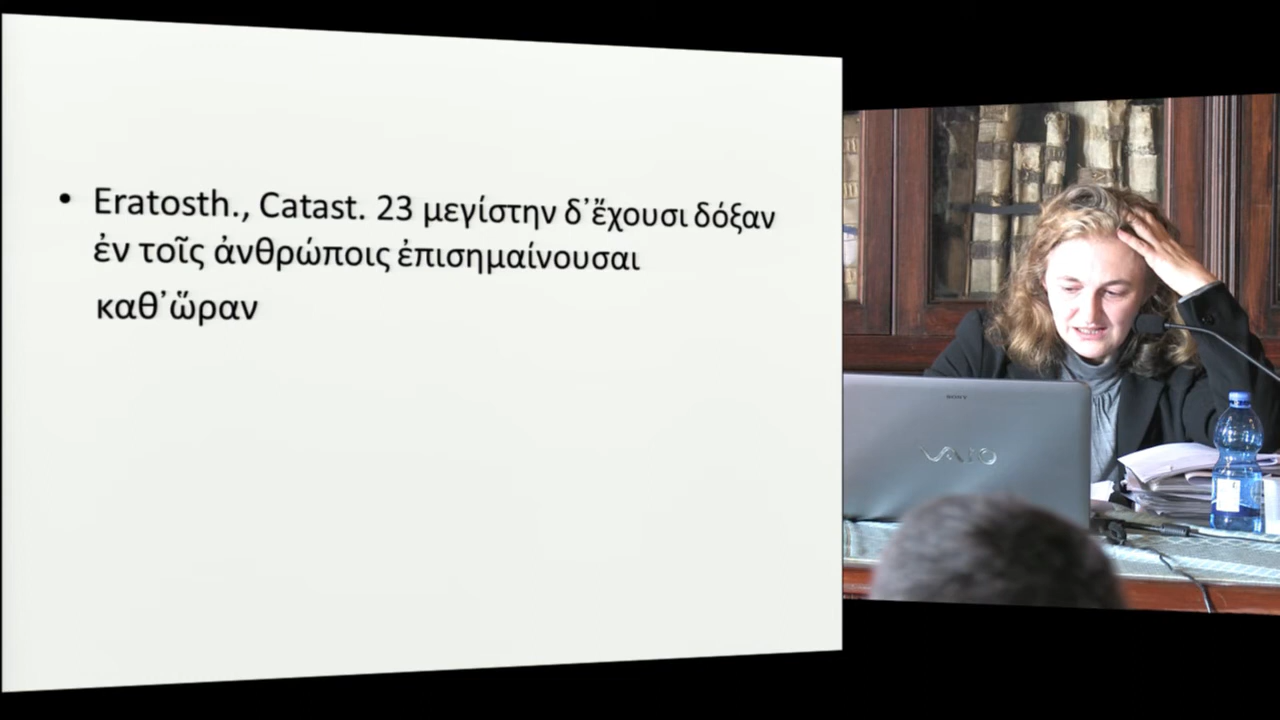 • Eratosth., Catast. 23 μεγίστην δ᾽ἔχουσι δόξαν
ἐν τοῖς ἀνθρώποις ἐπισημαίνουσαι
καθ᾽ὥραν
SONY
VAIO